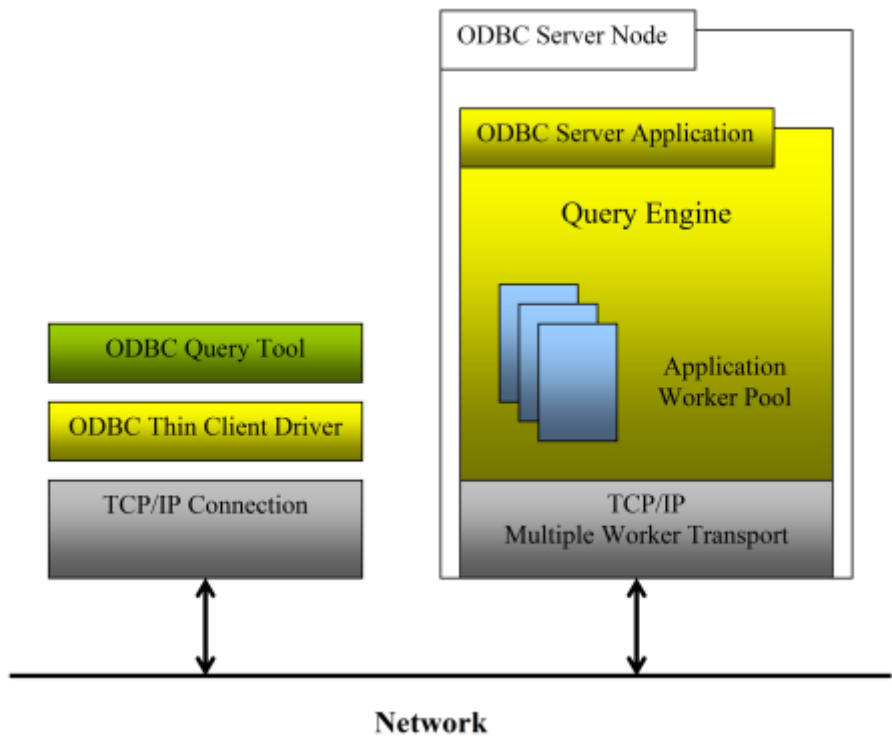 ODBC Server Node
ODBC Server Application
Query Engine
Application
Worker Pool
TCP/IP
Multiple Worker Transport
ODBC Query Tool
ODBC Thin Client Driver
TCP/IP Connection
Network